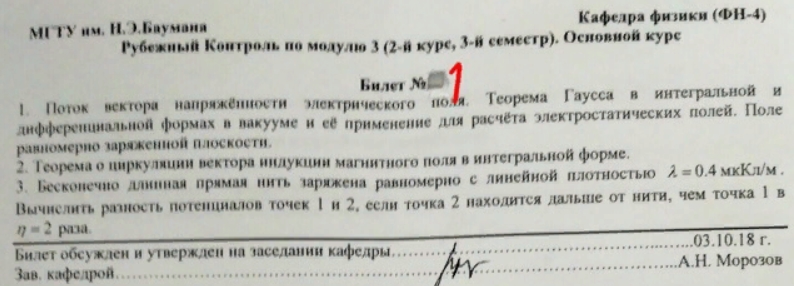 МГТУ им. Н.Э.Баумана
Кафедра физики (ФН-4)
Рубежный Контроль по модулю 3 (2-й курс, 3-й семестр). Основной курс
Билет № 1
1. Поток вектора напряжённости электрического поля. Теорема Гаусса в интегральной и
дифференциальной формах в вакууме и её применение для расчёта электростатических полей. Поле
равномерно заряженной плоскости.
2. Теорема о циркуляции вектора индукции магнитного поля в интегральной форме.
3. Бесконечно длинная прямая нить заряжена равномерно с линейной плотностью λ = 0.4 мкКл/м.
Вычислить разность потенциалов точек 1 и 2, если точка 2 находится дальше от нити, чем точка 1 в
η = 2 раза.
Билет обсужден и утвержден на заседании кафедры..............................................03.10.18 г.
Зав. кафедрой..............................................А.Н. Морозов